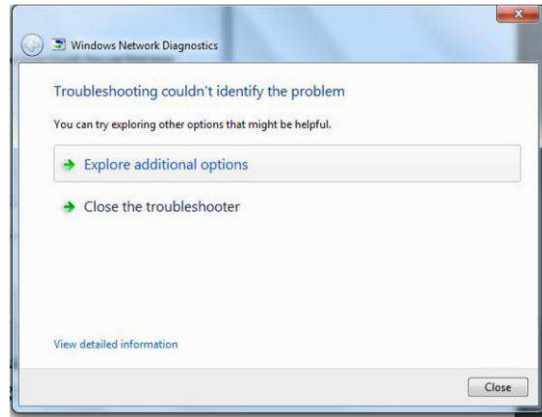 Windows Network Diagnostics
Troubleshooting couldn't identify the problem
You can try exploring other options that might be helpful.
Explore additional options
Close the troubleshooter
View detailed information
Close